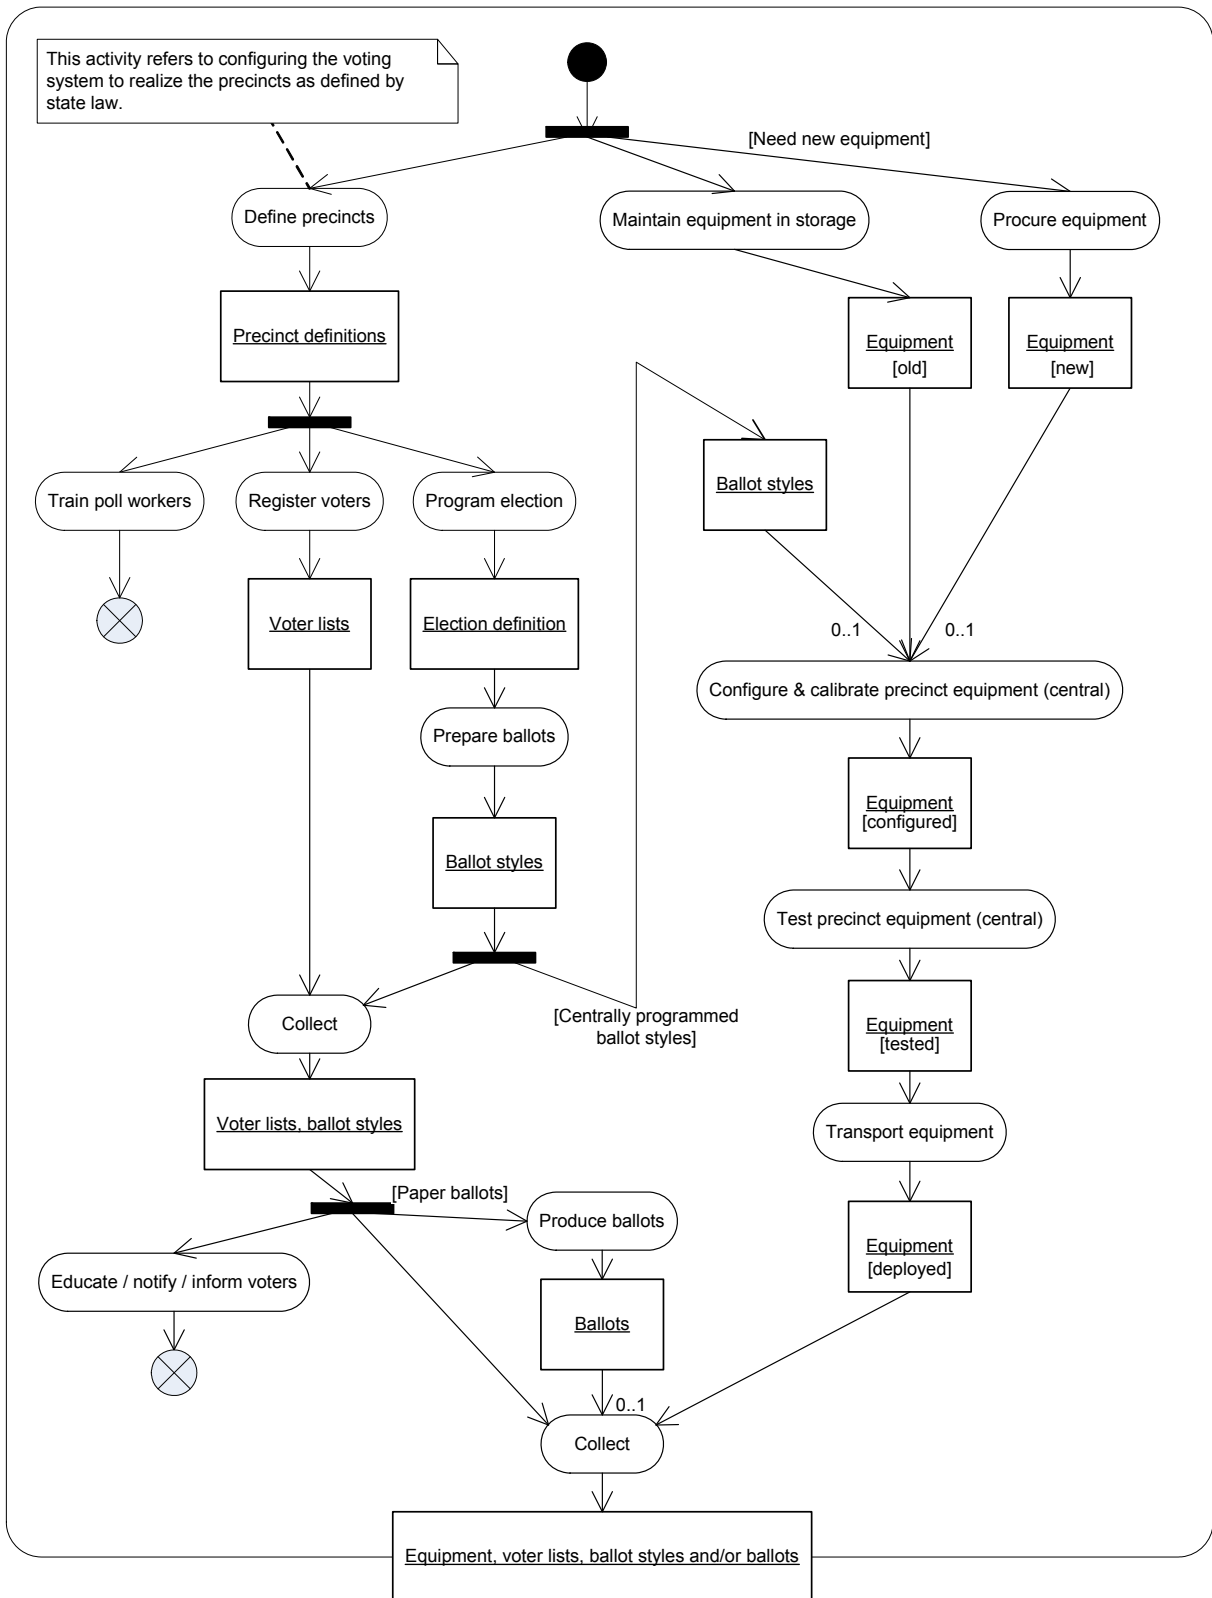 This activity refers to configuring the voting
system to realize the precincts as defined by
state law.
[Need new equipment]
Define precincts
Maintain equipment in storage
Procure equipment
Precinct definitions
Equipment
[old]
Equipment
[new]
Ballot styles
Train poll workers
Register voters
Program election
Voter lists
Election definition
0..1
0..1
Configure & calibrate precinct equipment (central)
Prepare ballots
Equipment
[configured]
Ballot styles
Test precinct equipment (central)
Collect
[Centrally programmed
ballot styles]
Equipment
[tested]
Voter lists, ballot styles
Transport equipment
[Paper ballots]
Produce ballots
Equipment
[deployed]
Educate / notify / inform voters
Ballots
0..1
Collect
Equipment, voter lists, ballot styles and/or ballots